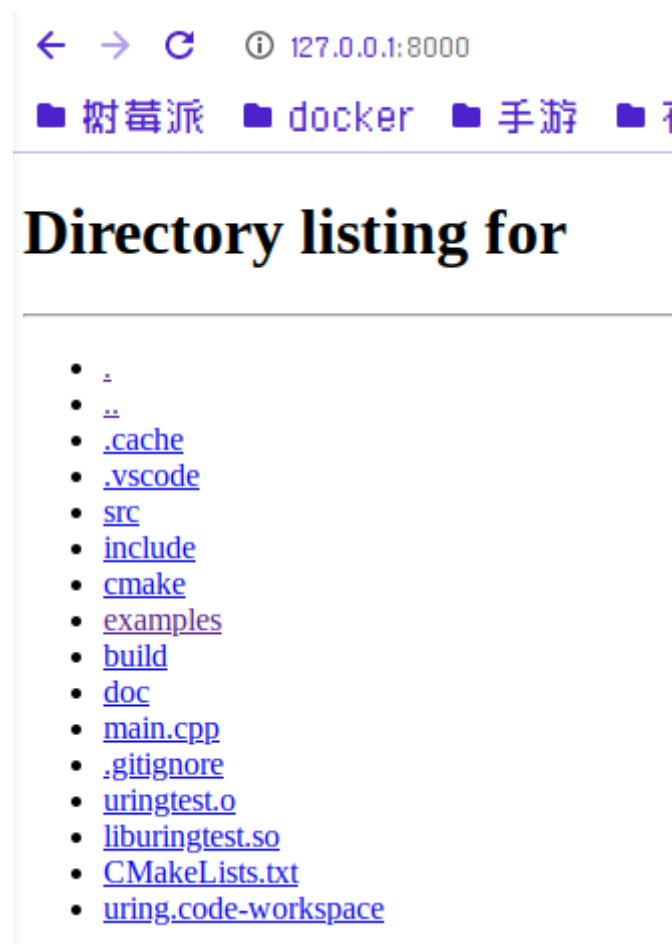 127.0.0.1:8000
树莓派 docker 手游
Directory listing for
.
..
.cache
.vscode
src
include
cmake
examples
build
doc
main.cpp
.gitignore
uringtest.o
liburingtest.so
CMakeLists.txt
uring.code-workspace